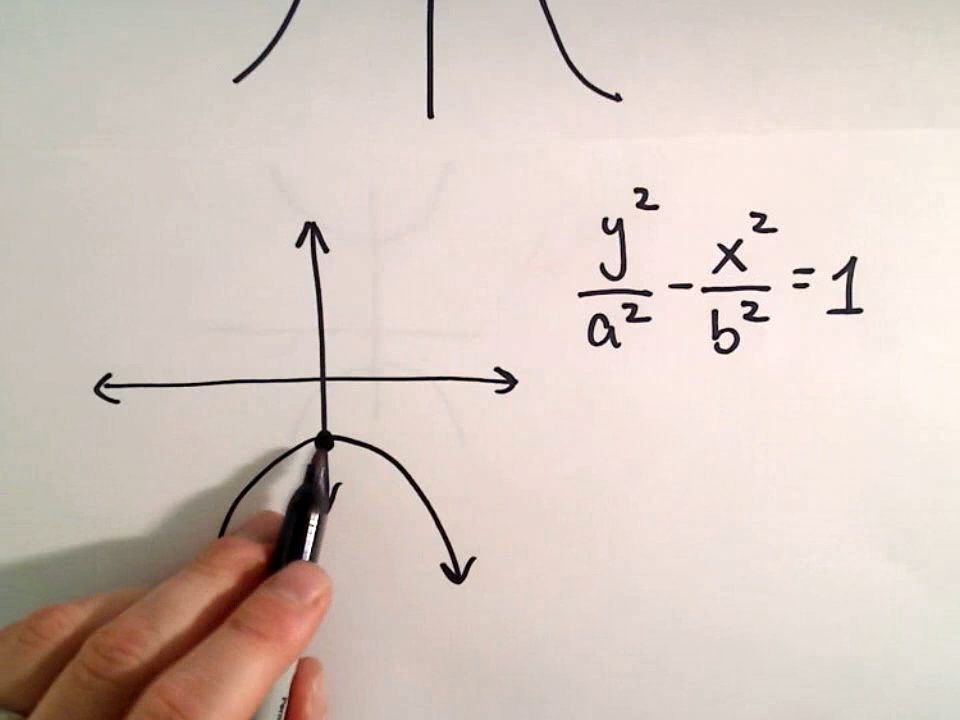 y²/a² - x²/b² = 1